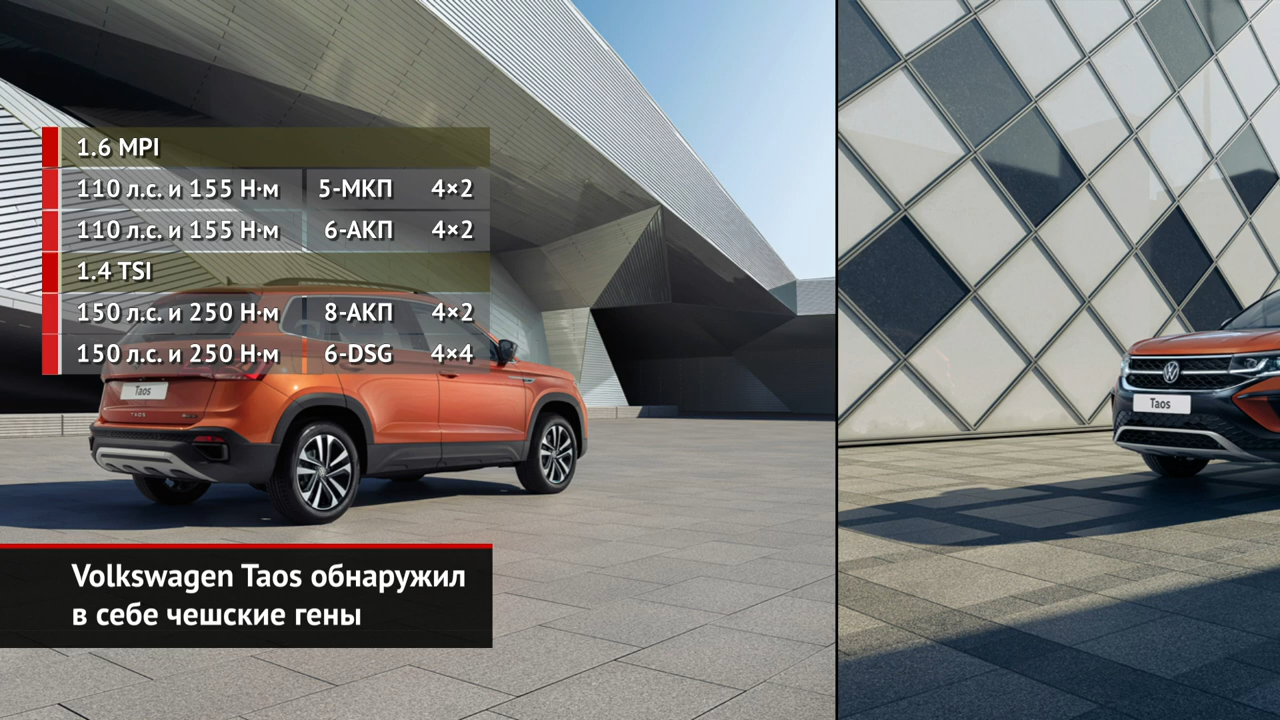 1.6 MPI
110 л.с. и 155 Н·м 5-МКП 4×2
110 л.с. и 155 Н·м 6-АКП 4×2
1.4 TSI
150 л.с. и 250 Н·м 8-АКП 4×2
150 л.с. и 250 Н·м 6-DSG 4×4
Taos
TAOS
Taos
Volkswagen Taos обнаружил
в себе чешские гены